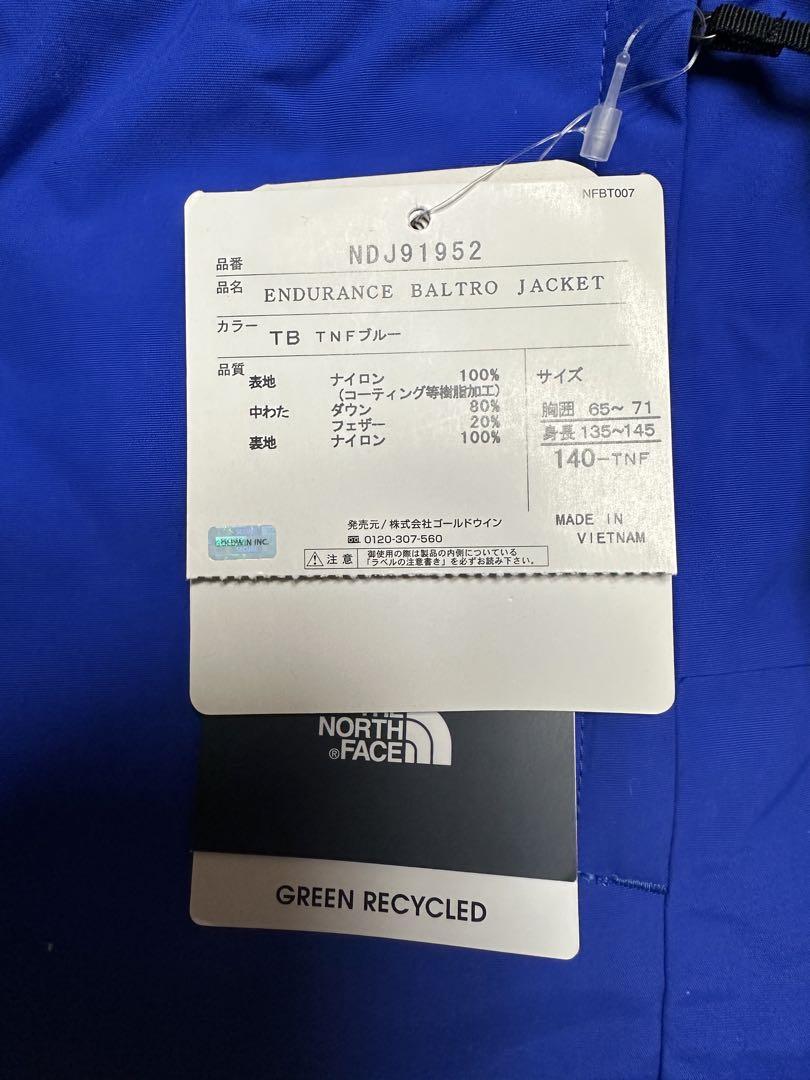 NFBT007
品番 NDJ91952
品名 ENDURANCE BALTRO JACKET
カラー TB TNFブルー
品質
表地 ナイロン 100%
(コーティング等樹脂加工)
中わた ダウン 80%
フェザー 20%
裏地 ナイロン 100%
サイズ
胸囲 65~71
身長 135~145
140-TNF
発売元/株式会社ゴールドウイン
0120-307-560
MADE IN
VIETNAM
GOLDWIN INC.
注意 御使用の際は製品の内側についている
「ラベルの注意書き」を必ずお読み下さい。
THE
NORTH
®FACE
GREEN RECYCLED